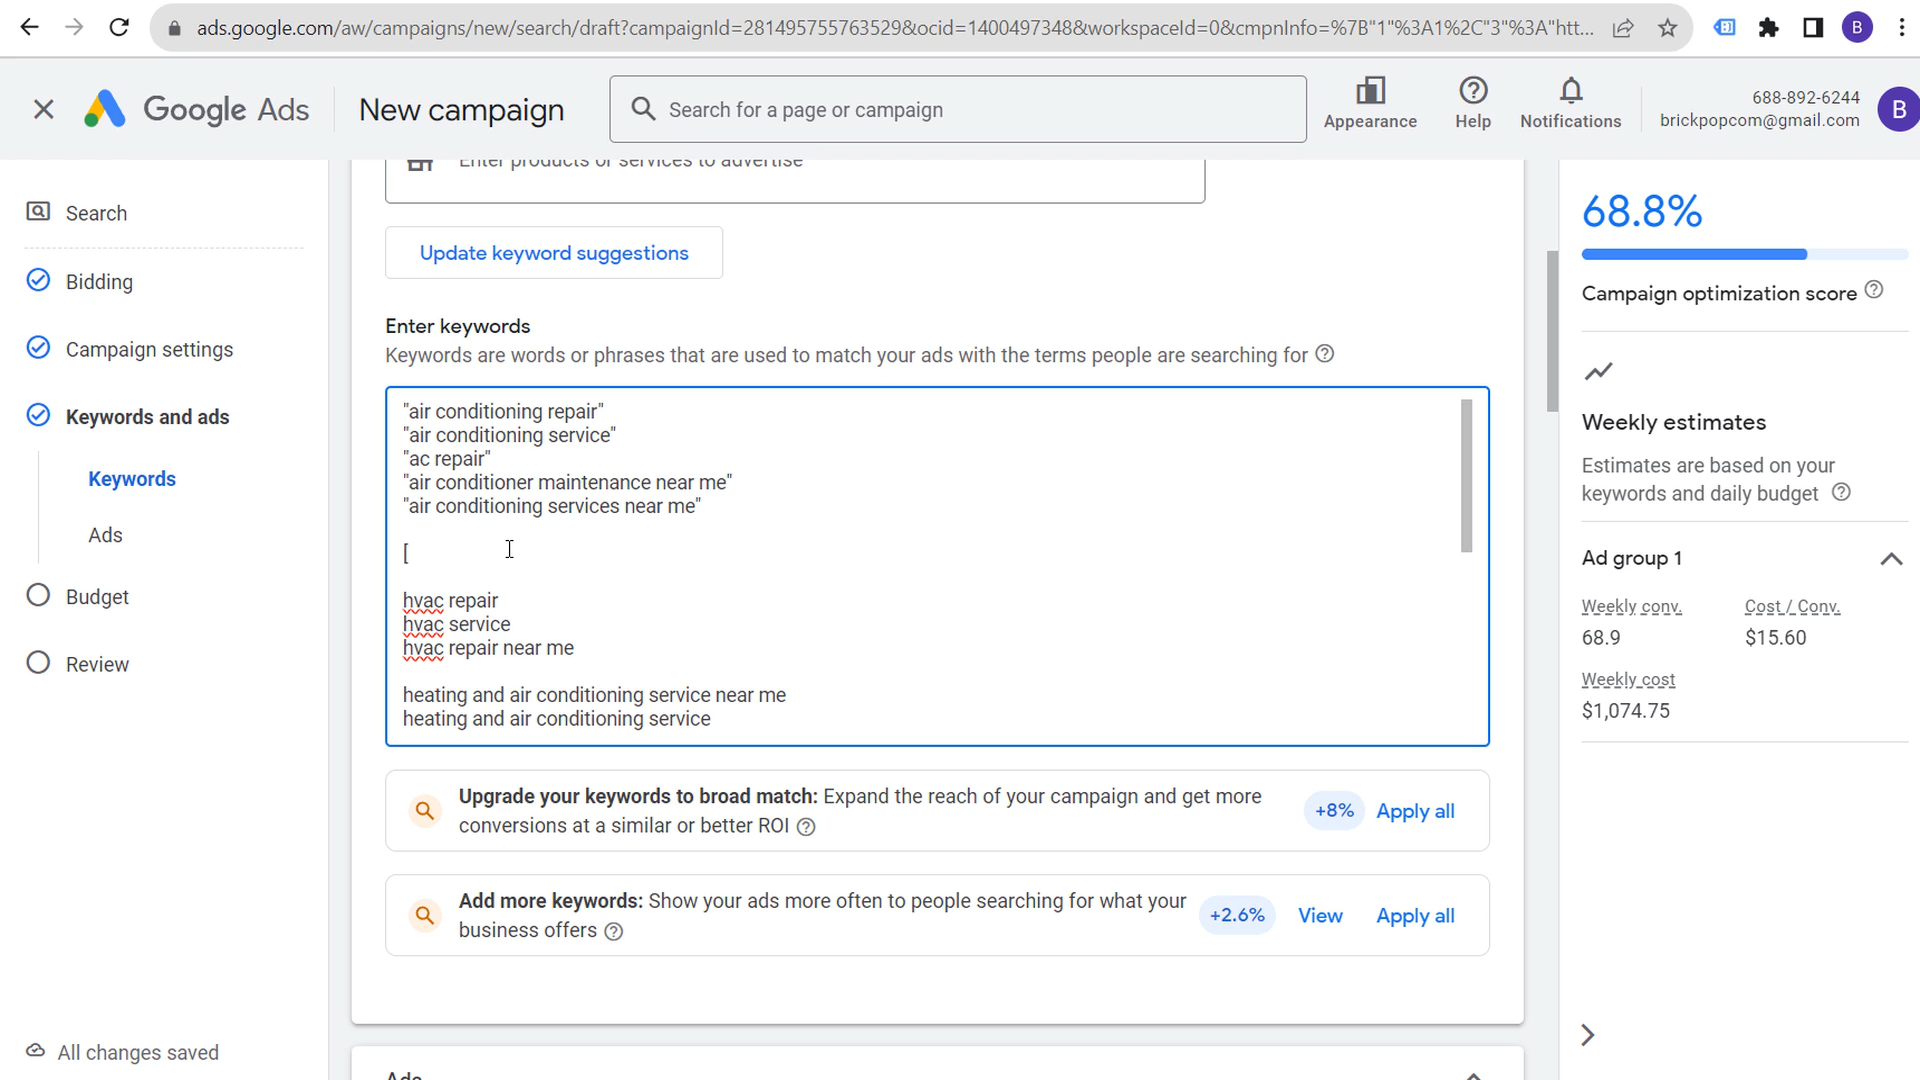 ads.google.com/aw/campaigns/new/search/draft?campaignId=281495755763529&ocid=1400497348&workspaceId=0&cmpnInfo=%7B"1"%3A1%2C"3"%3A"htt...
B
Google Ads
New campaign
Search for a page or campaign
Appearance
Help
Notifications
688-892-6244
brickpopcom@gmail.com
B
Search
Bidding
Campaign settings
Keywords and ads
Keywords
Ads
Budget
Review
All changes saved
Enter products or services to advertise
Update keyword suggestions
Enter keywords
Keywords are words or phrases that are used to match your ads with the terms people are searching for
"air conditioning repair"
"air conditioning service"
"ac repair"
"air conditioner maintenance near me"
"air conditioning services near me"
[
hvac repair
hvac service
hvac repair near me
heating and air conditioning service near me
heating and air conditioning service
Upgrade your keywords to broad match: Expand the reach of your campaign and get more
conversions at a similar or better ROI
+8%
Apply all
Add more keywords: Show your ads more often to people searching for what your
business offers
+2.6%
View
Apply all
Ads
68.8%
Campaign optimization score
Weekly estimates
Estimates are based on your
keywords and daily budget
Ad group 1
Weekly conv.
Cost / Conv.
68.9
$15.60
Weekly cost
$1,074.75